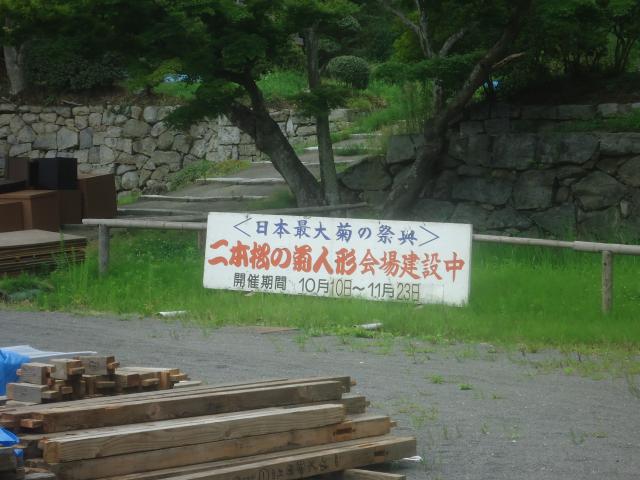 ＜日本最大菊の祭典＞
二本松の菊人形会場建設中
開催期間 10月10日～11月23日